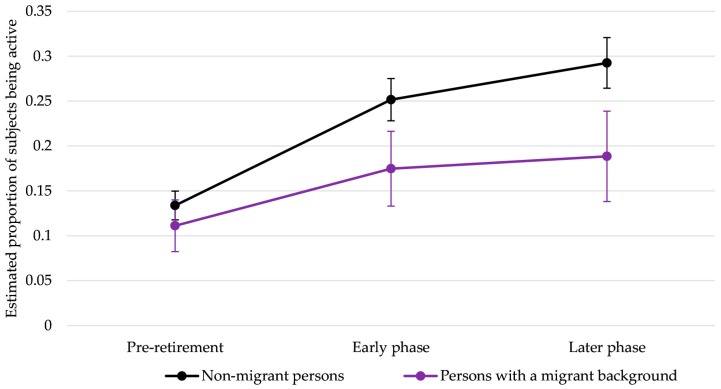 Estimated proportion of subjects being active
0.35
0.3
0.25
0.2
0.15
0.1
0.05
0
Pre-retirement Early phase Later phase
Non-migrant persons Persons with a migrant background